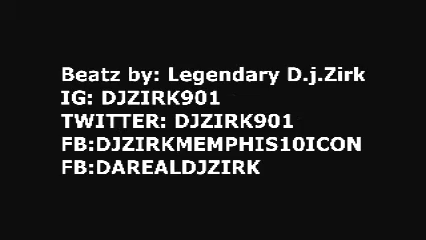 Beatz by: Legendary D.j.Zirk
IG: DJZIRK901
TWITTER: DJZIRK901
FB:DJZIRKMEMPHIS10ICON
FB:DAREALDJZIRK